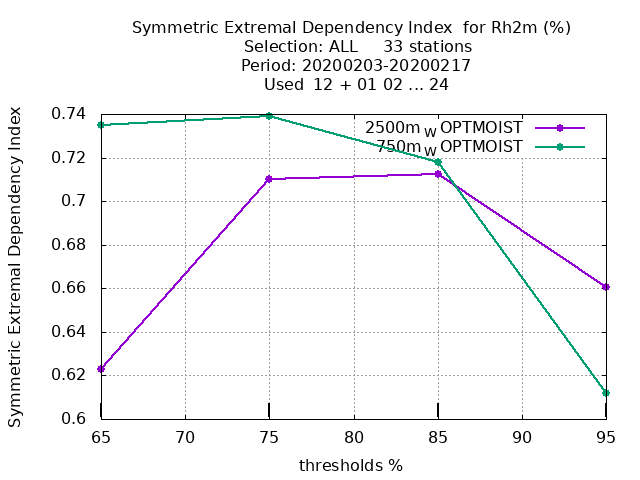 Symmetric Extremal Dependency Index for Rh2m (%)
Selection: ALL 33 stations
Period: 20200203-20200217
Used 12 + 01 02 ... 24
Symmetric Extremal Dependency Index
0.74
0.72
0.7
0.68
0.66
0.64
0.62
0.6
2500m W OPTMOIST
750m W OPTMOIST
65 70 75 80 85 90 95
thresholds %